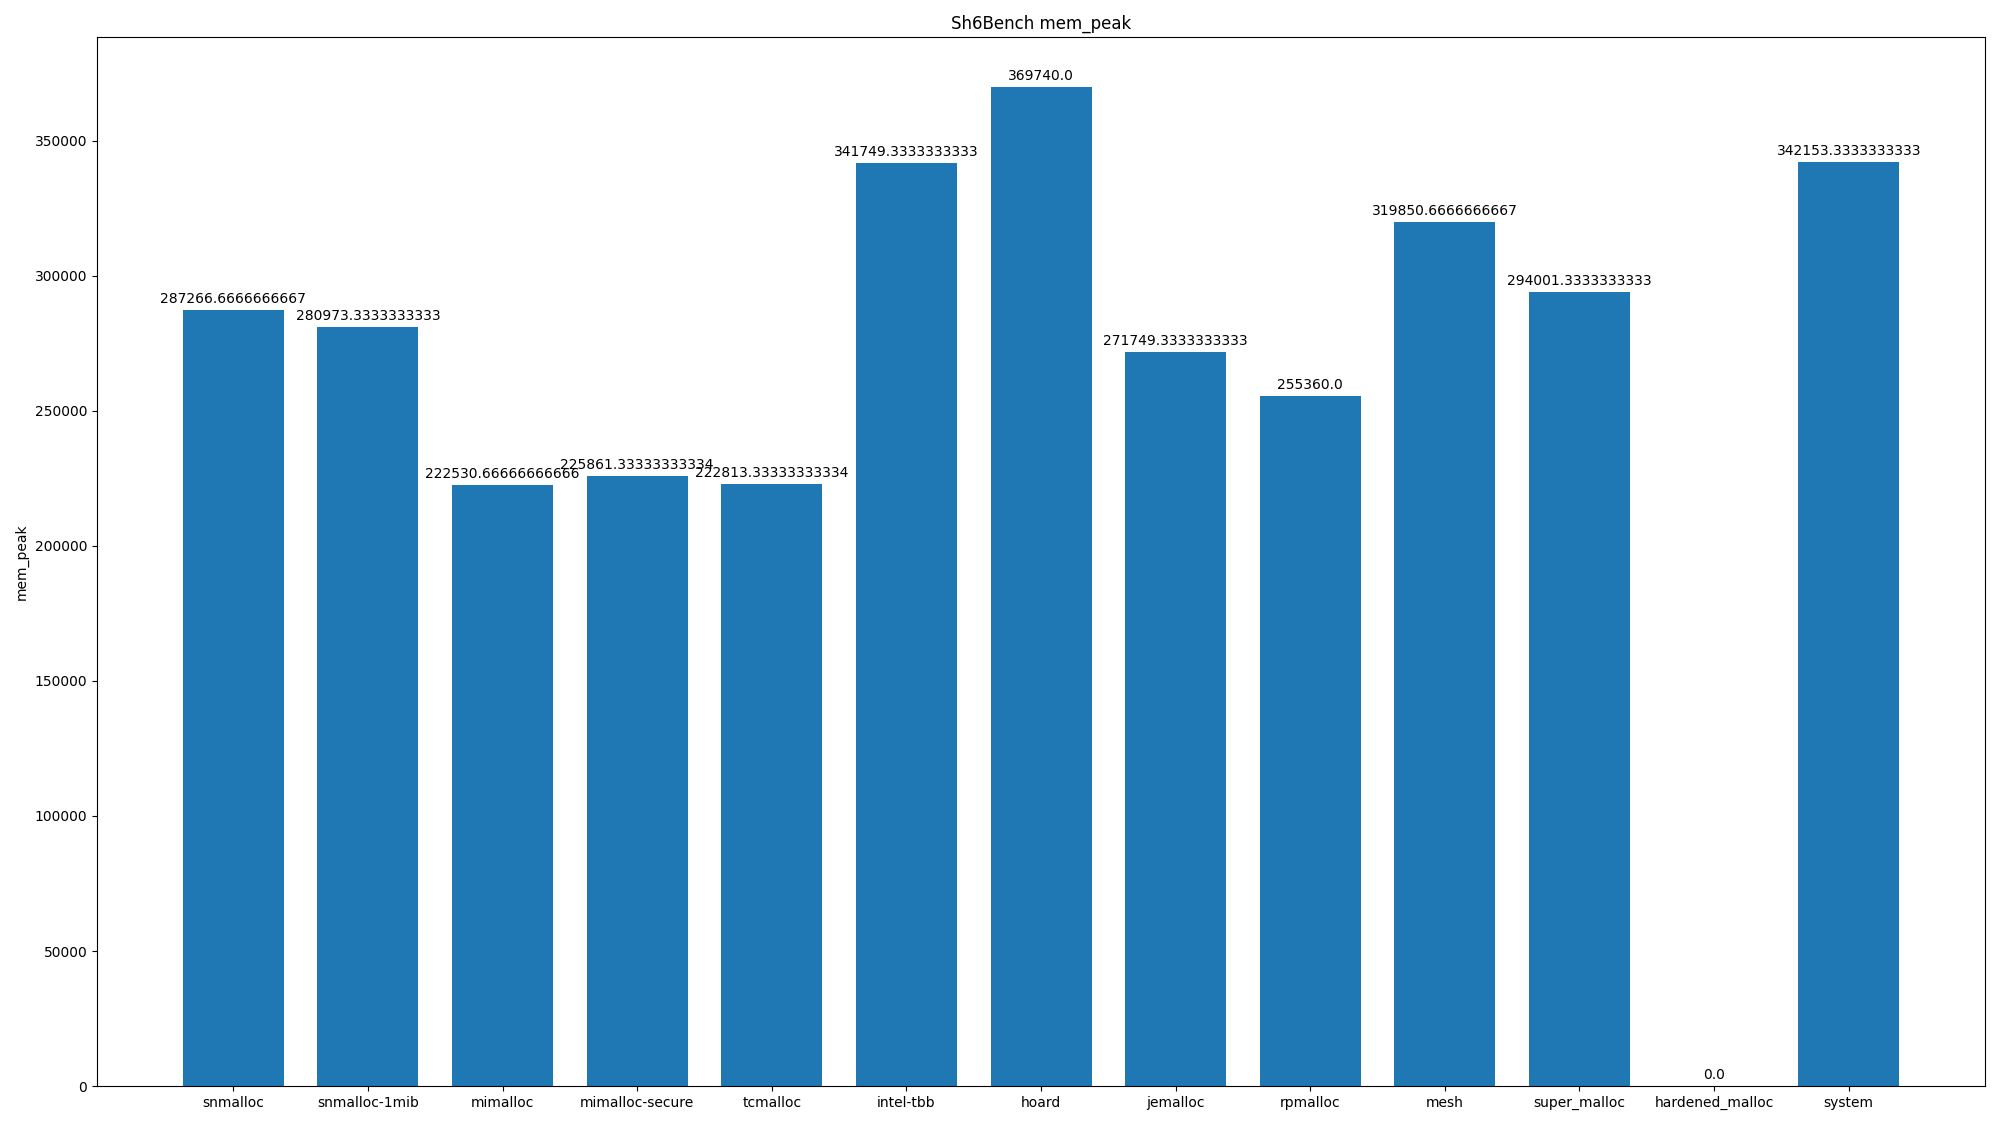 Sh6Bench mem_peak
369740.0
350000
341749.3333333333
342153.3333333333
319850.6666666667
300000
287266.6666666667
280973.3333333333
294001.3333333333
271749.3333333333
255360.0
250000
222530.66666666666
225861.33333333334
222813.33333333334
200000
mem_peak
150000
100000
50000
0
0.0
snmalloc
snmalloc-1mib
mimalloc
mimalloc-secure
tcmalloc
intel-tbb
hoard
jemalloc
rpmalloc
mesh
super_malloc
hardened_malloc
system